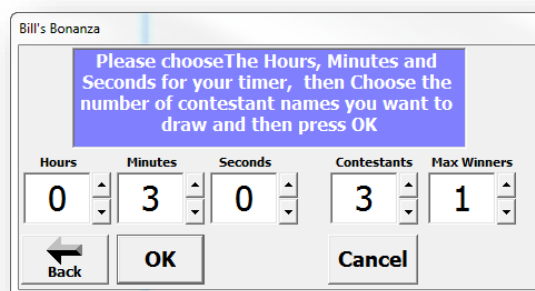 Bill's Bonanza
Please chooseThe Hours, Minutes and
Seconds for your timer,  then Choose the
number of contestant names you want to
draw and then press OK
Hours Minutes Seconds Contestants Max Winners
0 3 0 3 1
Back OK Cancel